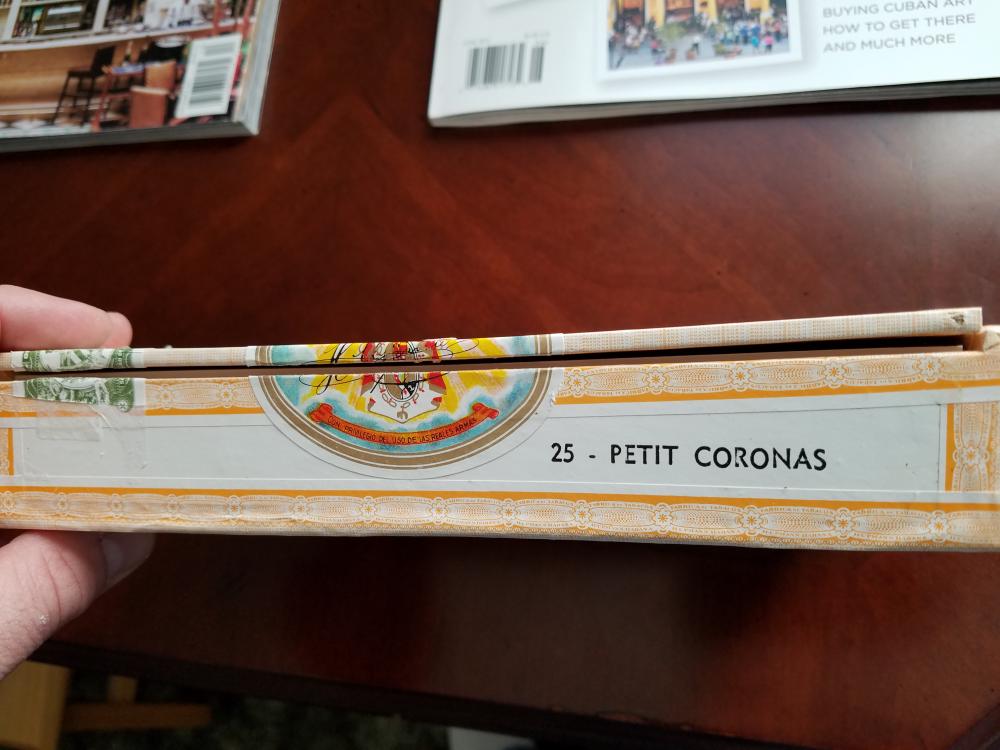 BUYING CUBAN ART
HOW TO GET THERE
AND MUCH MORE
CON PRIVILEGIO DEL USO DE LAS REALES ARMAS
25 - PETIT CORONAS